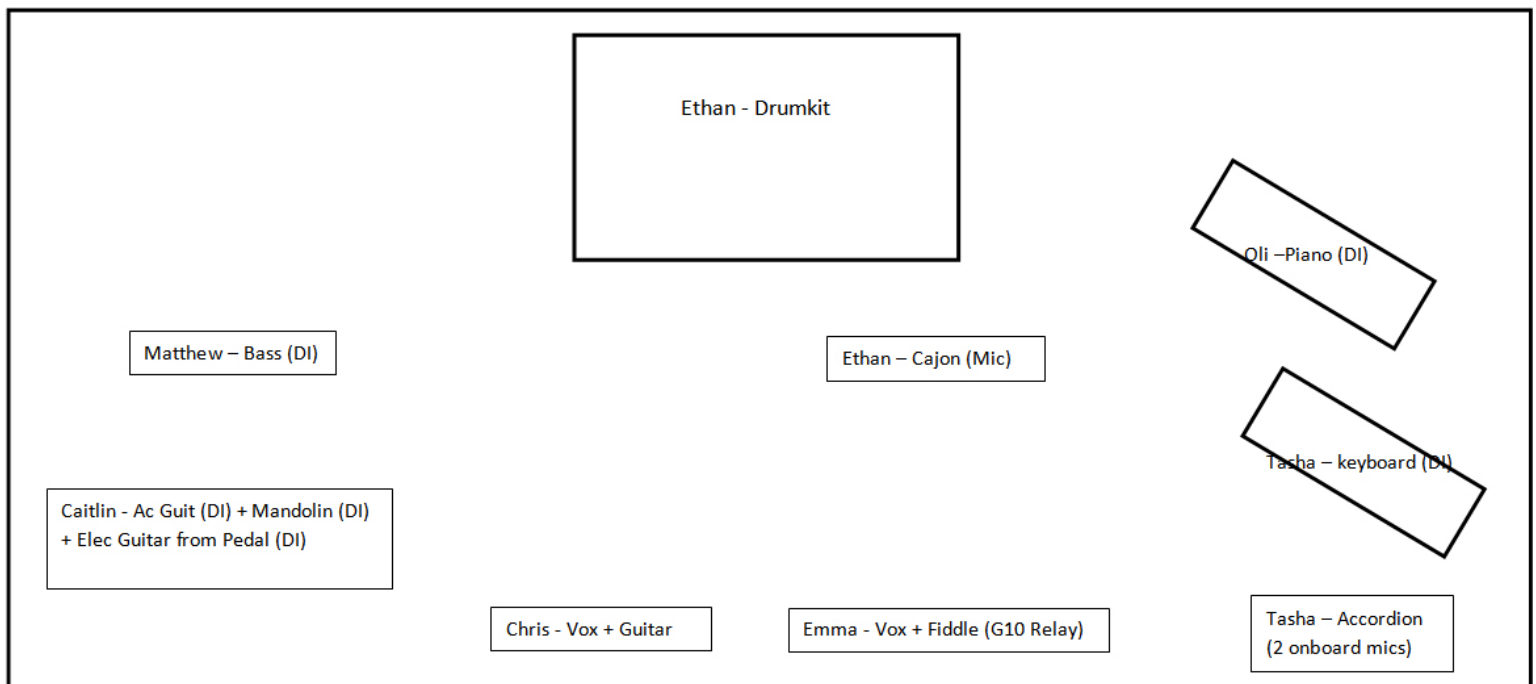 Ethan - Drumkit
Oli –Piano (DI)
Matthew – Bass (DI)
Ethan – Cajon (Mic)
Tasha – keyboard (DI)
Caitlin - Ac Guit (DI) + Mandolin (DI)
+ Elec Guitar from Pedal (DI)
Chris - Vox + Guitar
Emma - Vox + Fiddle (G10 Relay)
Tasha – Accordion
(2 onboard mics)